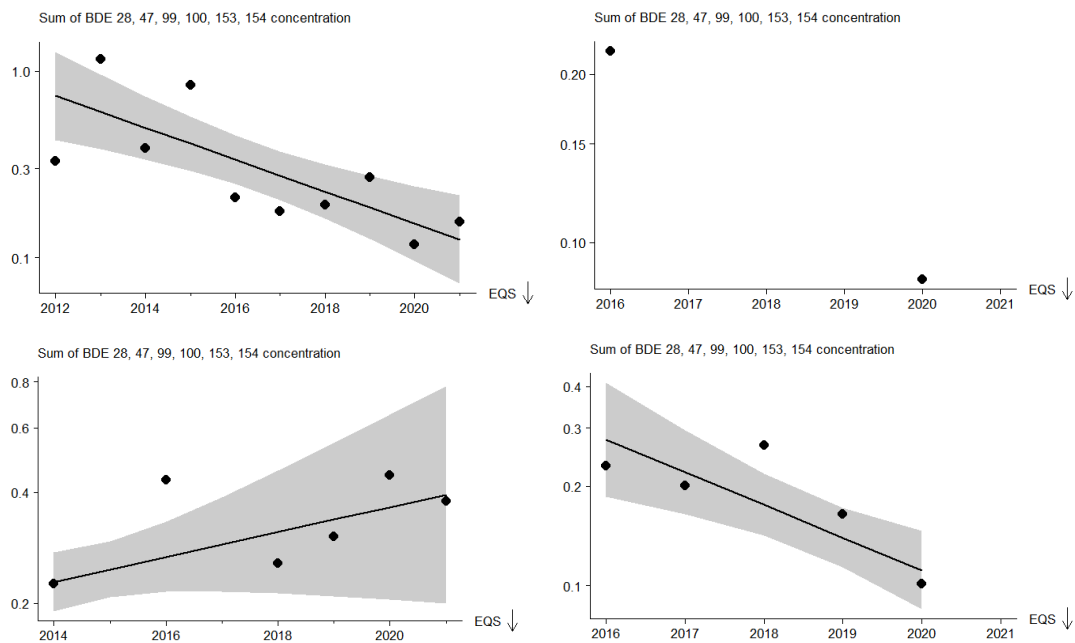 Sum of BDE 28, 47, 99, 100, 153, 154 concentration
1.0
0.3
0.1
2012 2014 2016 2018 2020
EQS
Sum of BDE 28, 47, 99, 100, 153, 154 concentration
0.20
0.15
0.10
2016 2017 2018 2019 2020 2021
EQS
Sum of BDE 28, 47, 99, 100, 153, 154 concentration
0.8
0.6
0.4
0.2
2014 2016 2018 2020
EQS
Sum of BDE 28, 47, 99, 100, 153, 154 concentration
0.4
0.3
0.2
0.1
2016 2017 2018 2019 2020 2021
EQS